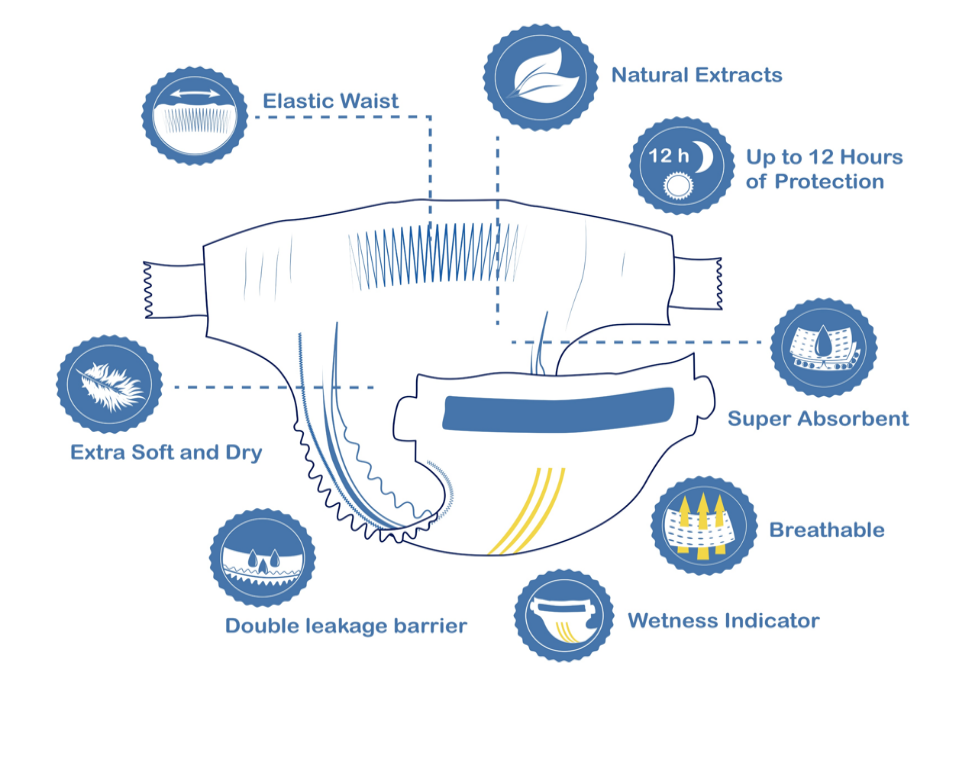 Natural Extracts
Elastic Waist
12 h
Up to 12 Hours
of Protection
Super Absorbent
Extra Soft and Dry
Breathable
Double leakage barrier
Wetness Indicator